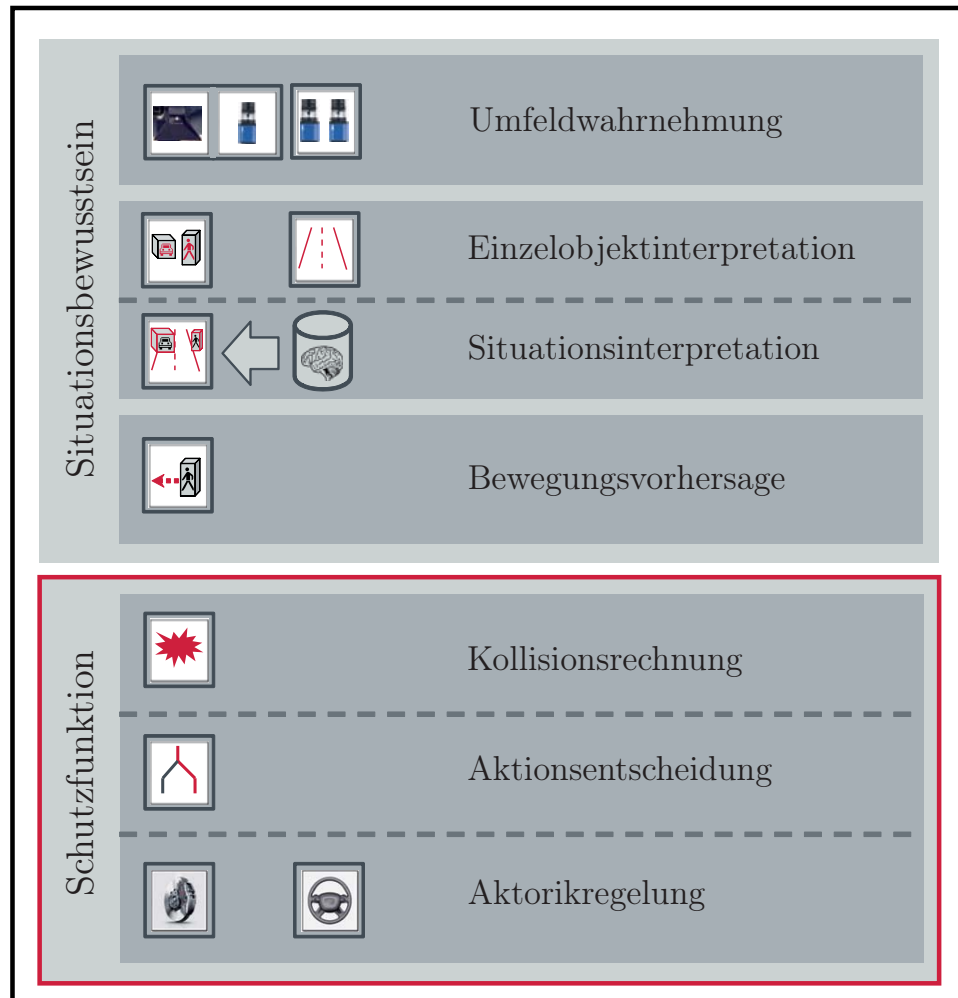 Situationsbewusstsein
Umfeldwahrnehmung
Einzelobjektinterpretation
Situationsinterpretation
Bewegungsvorhersage
Schutzfunktion
Kollisionsrechnung
Aktionsentscheidung
Aktorikregelung